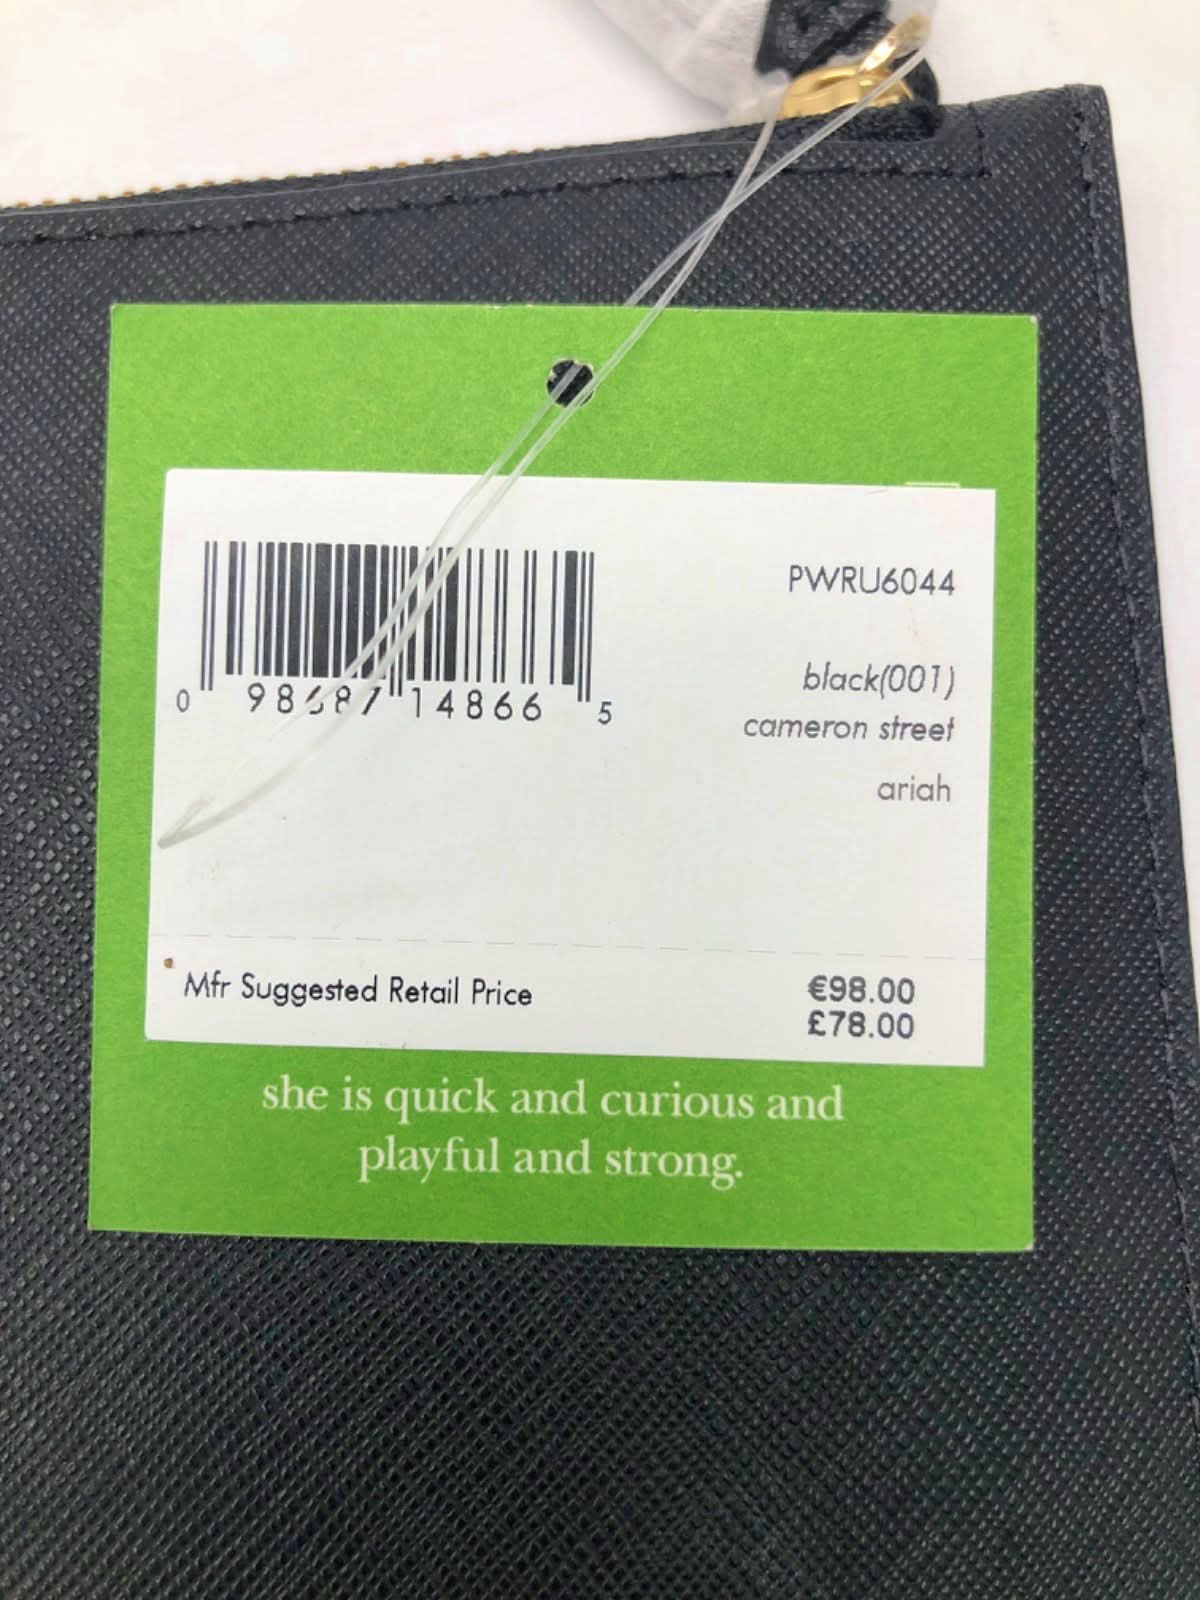 PWRU6044
black(001)
cameron street
ariah
0 98687 14866 5
Mfr Suggested Retail Price €98.00
£78.00
she is quick and curious and
playful and strong.